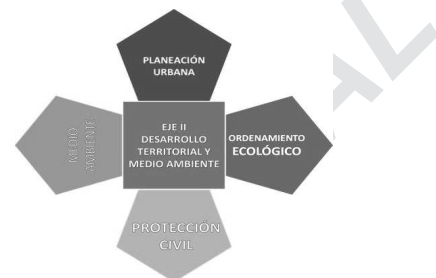 PLANEACIÓN
URBANA
MEDIO
AMBIENTE
EJE II
DESARROLLO
TERRITORIAL Y
MEDIO AMBIENTE
ORDENAMIENTO
ECOLÓGICO
PROTECCIÓN
CIVIL